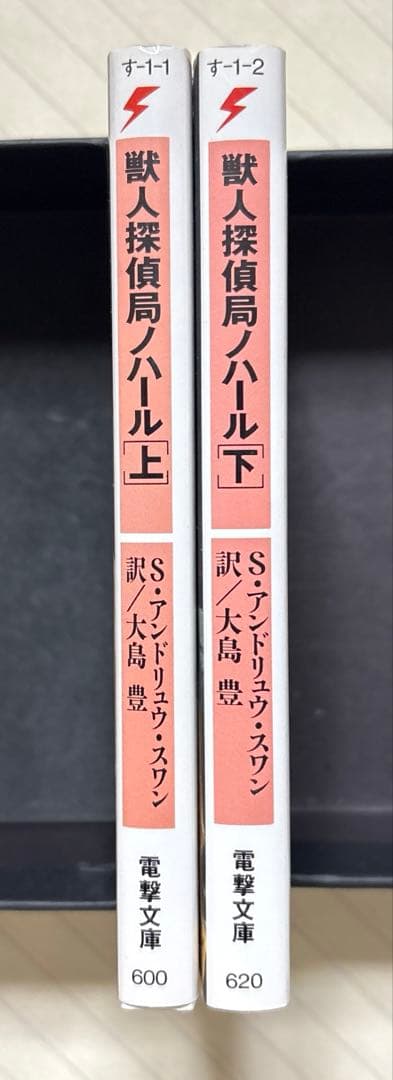 す-1-1
獣人探偵局ノハール[上]
S・アンドリュウ・スワン
訳/大島 豊
電撃文庫
600
す-1-2
獣人探偵局ノハール[下]
S・アンドリュウ・スワン
訳/大島 豊
電撃文庫
620